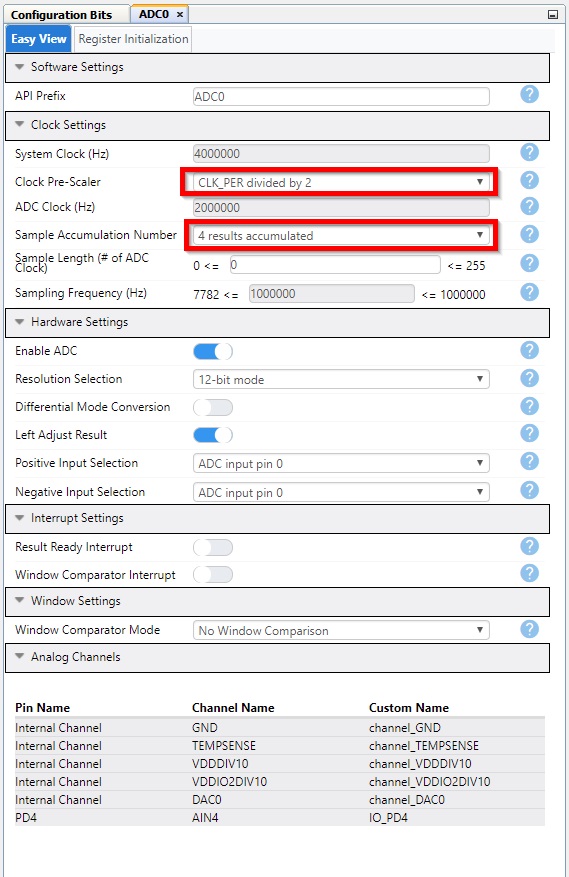 Configuration Bits ADC0 ×
Easy View Register Initialization
Software Settings
API Prefix ADC0 ?
Clock Settings
System Clock (Hz) 4000000 ?
Clock Pre-Scaler CLK_PER divided by 2 ?
ADC Clock (Hz) 2000000 ?
Sample Accumulation Number 4 results accumulated ?
Sample Length (# of ADC
Clock) 0 <= 0 <= 255 ?
Sampling Frequency (Hz) 7782 <= 1000000 <= 1000000 ?
Hardware Settings
Enable ADC ?
Resolution Selection 12-bit mode ?
Differential Mode Conversion ?
Left Adjust Result ?
Positive Input Selection ADC input pin 0 ?
Negative Input Selection ADC input pin 0 ?
Interrupt Settings
Result Ready Interrupt ?
Window Comparator Interrupt ?
Window Settings
Window Comparator Mode No Window Comparison ?
Analog Channels
Pin Name Channel Name Custom Name
Internal Channel GND channel_GND
Internal Channel TEMPSENSE channel_TEMPSENSE
Internal Channel VDDDIV10 channel_VDDDIV10
Internal Channel VDDIO2DIV10 channel_VDDIO2DIV10
Internal Channel DAC0 channel_DAC0
PD4 AIN4 IO_PD4